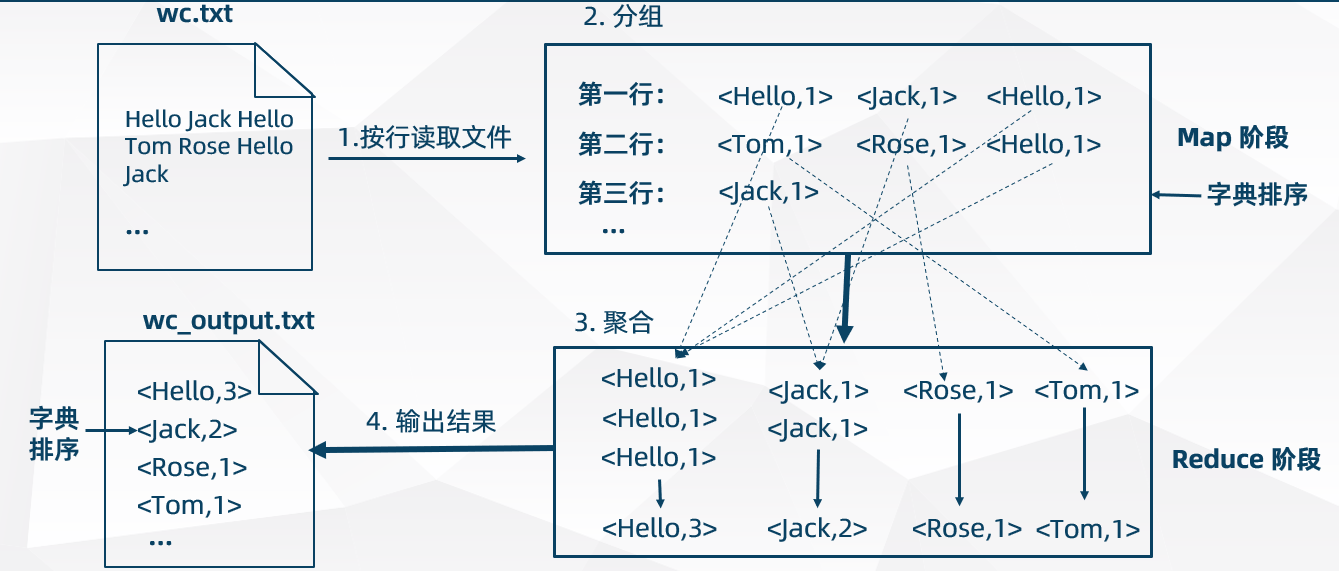 wc.txt
Hello Jack Hello
Tom Rose Hello
Jack
...
1.按行读取文件
2. 分组
第一行： <Hello,1> <Jack,1> <Hello,1>
第二行： <Tom,1> <Rose,1> <Hello,1>
第三行： <Jack,1>
...
Map 阶段
字典排序
3. 聚合
<Hello,1> <Jack,1> <Rose,1> <Tom,1>
<Hello,1> <Jack,1>
<Hello,1>
<Hello,3> <Jack,2> <Rose,1> <Tom,1>
Reduce 阶段
4. 输出结果
wc_output.txt
<Hello,3>
<Jack,2>
<Rose,1>
<Tom,1>
...
字典
排序